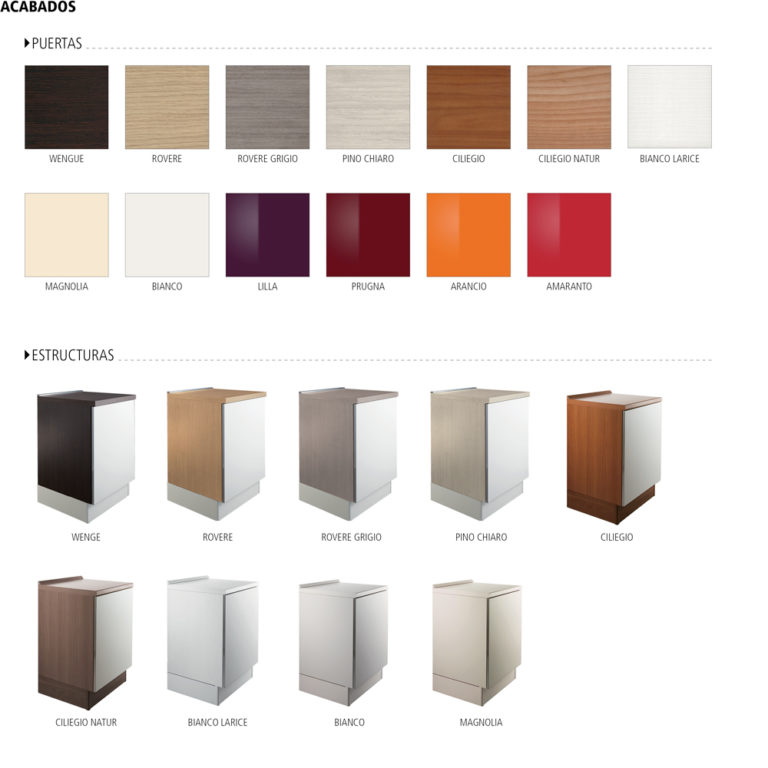 ACABADOS
PUERTAS
WENGUE ROVERE ROVERE GRIGIO PINO CHIARO CILIEGIO CILIEGIO NATUR BIANCO LARICE
MAGNOLIA BIANCO LILLA PRUGNA ARANCIO AMARANTO
ESTRUCTURAS
WENGE ROVERE ROVERE GRIGIO PINO CHIARO CILIEGIO
CILIEGIO NATUR BIANCO LARICE BIANCO MAGNOLIA